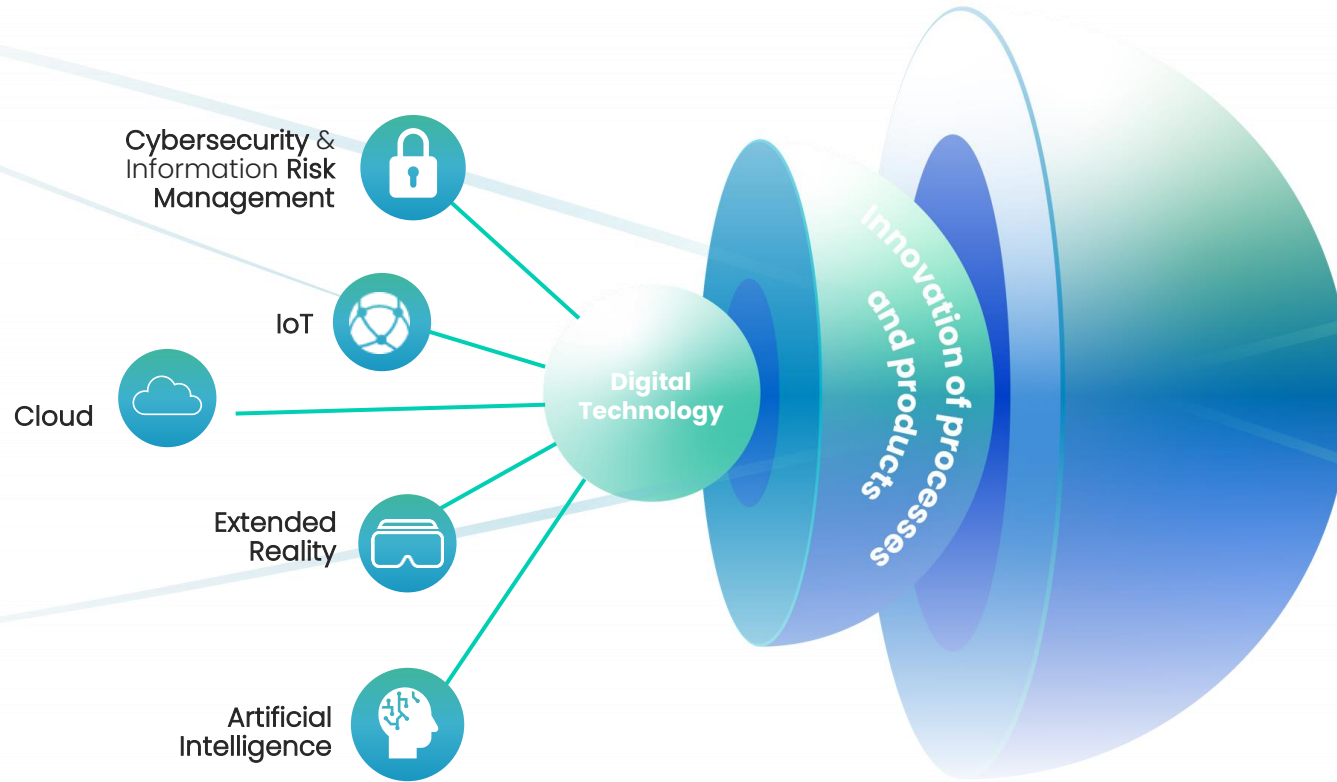 Cybersecurity &
Information Risk
Management
IoT
Cloud
Extended
Reality
Artificial
Intelligence
Digital
Technology
Innovation of processes
and products